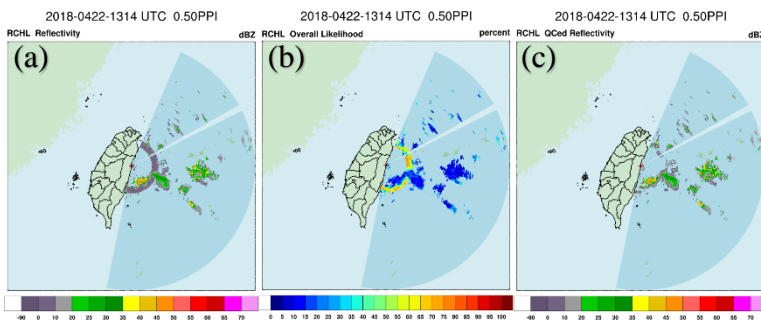 2018-0422-1314 UTC 0.50PPI
RCHL Reflectivity dBZ
(a)
-90 0 10 20 25 30 35 40 45 50 55 60 65 70
2018-0422-1314 UTC 0.50PPI
RCHL Overall Likelihood percent
(b)
0 5 10 15 20 25 30 35 40 45 50 55 60 65 70 75 80 85 90 95 100
2018-0422-1314 UTC 0.50PPI
RCHL QCed Reflectivity dBZ
(c)
-90 0 10 20 25 30 35 40 45 50 55 60 65 70